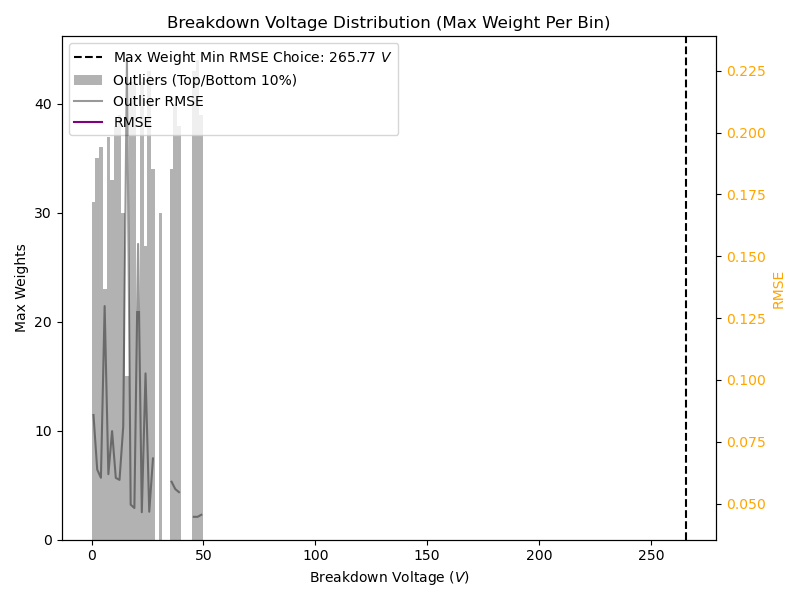 Breakdown Voltage Distribution (Max Weight Per Bin)
Max Weight Min RMSE Choice: 265.77 V
Outliers (Top/Bottom 10%)
Outlier RMSE
RMSE
Max Weights
40
30
20
10
0
0.225
0.200
0.175
0.150
0.125
0.100
0.075
0.050
RMSE
0 50 100 150 200 250
Breakdown Voltage (V)